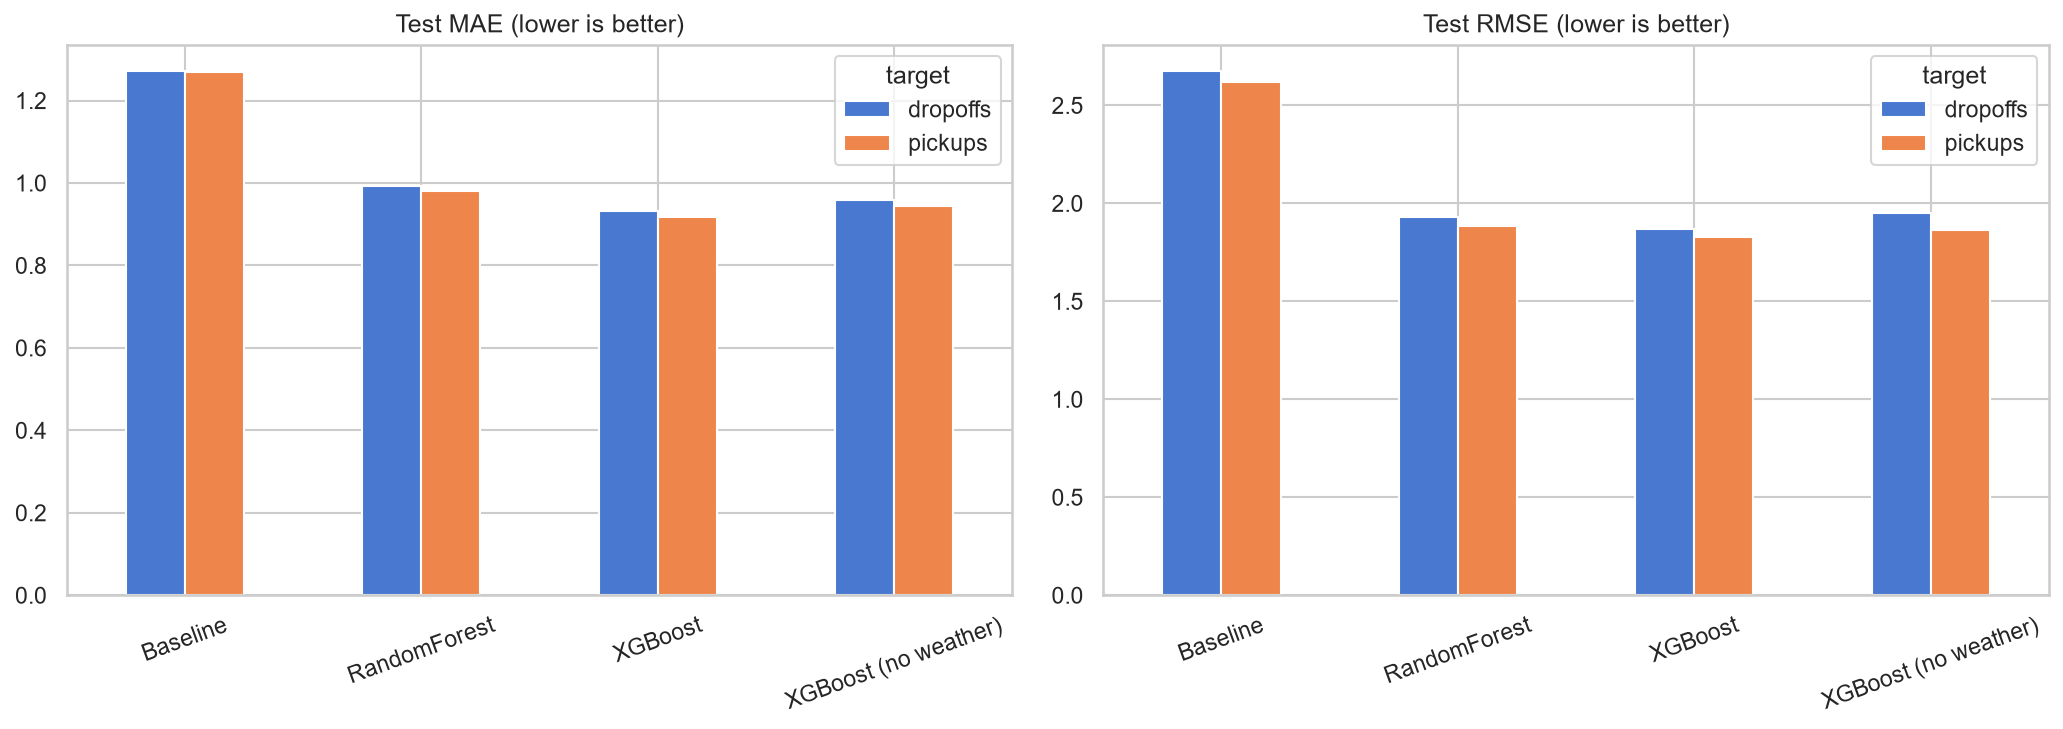 Test MAE (lower is better)
target
dropoffs
pickups
1.2
1.0
0.8
0.6
0.4
0.2
0.0
Baseline
RandomForest
XGBoost
XGBoost (no weather)
Test RMSE (lower is better)
target
dropoffs
pickups
2.5
2.0
1.5
1.0
0.5
0.0
Baseline
RandomForest
XGBoost
XGBoost (no weather)